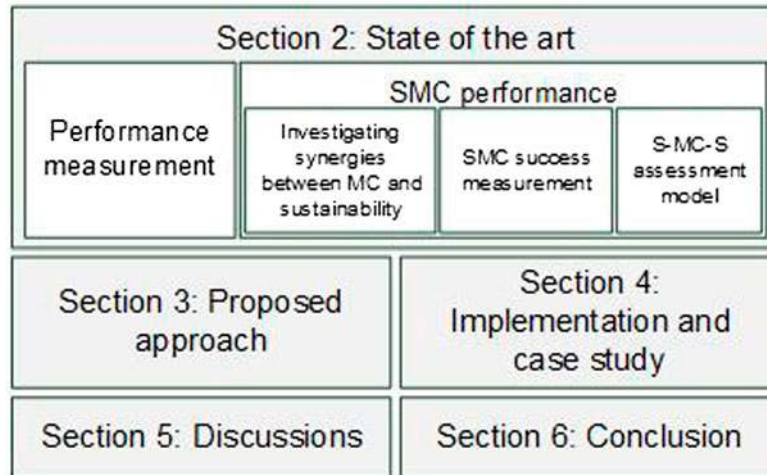 Section 2: State of the art
Performance
measurement
SMC performance
Investigating
synergies
between MC and
sustainability
SMC success
measurement
S-MC-S
assessment
model
Section 3: Proposed
approach
Section 4:
Implementation and
case study
Section 5: Discussions
Section 6: Conclusion